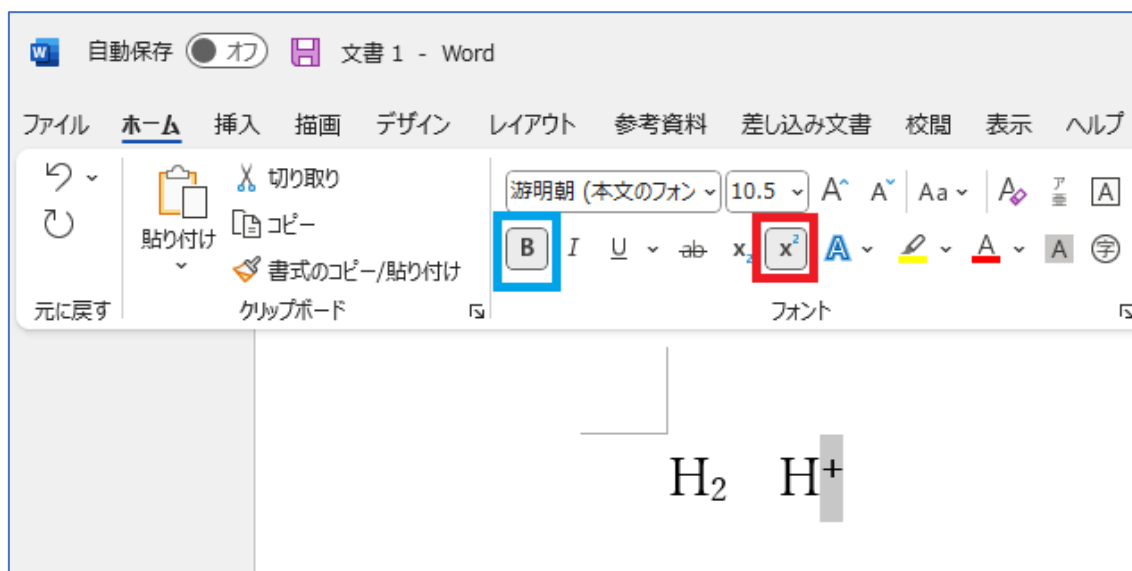 W 自動保存 オフ 文書 1 - Word
ファイル ホーム 挿入 描画 デザイン レイアウト 参考資料 差し込み文書 校閲 表示 ヘルプ
切り取り
コピー
書式のコピー/貼り付け
貼り付け
元に戻す クリップボード
游明朝 (本文のフォン 10.5 A^ A˅ Aa A ア亜 A
B I U ab x₂ x² A A A 字
フォント
H₂ H⁺